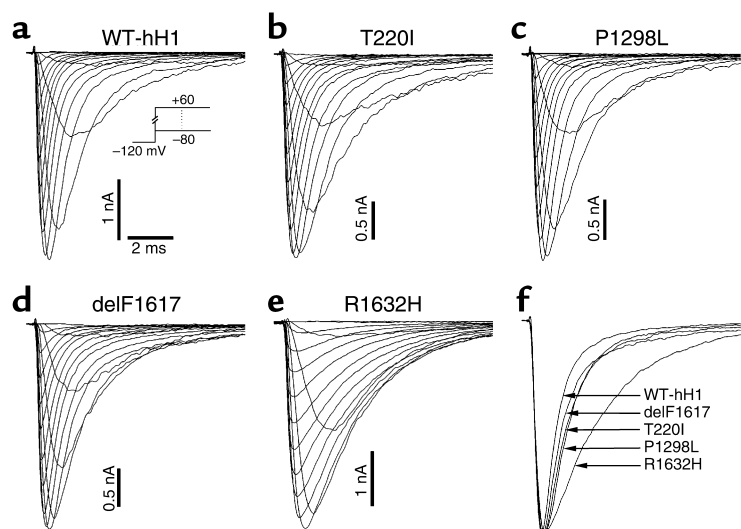 a
WT-hH1
+60
−80
−120 mV
1 nA
2 ms
b
T220I
0.5 nA
c
P1298L
0.5 nA
d
delF1617
0.5 nA
e
R1632H
1 nA
f
WT-hH1
delF1617
T220I
P1298L
R1632H